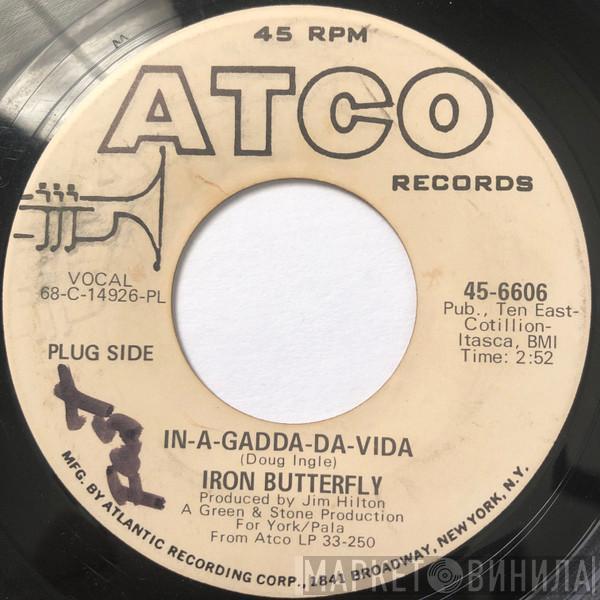 45 RPM
ATCO
RECORDS
VOCAL
68-C-14926-PL
45-6606
Pub., Ten East-
Cotillion-
Itasca, BMI
Time: 2:52
PLUG SIDE
IN-A-GADDA-DA-VIDA
(Doug Ingle)
IRON BUTTERFLY
Produced by Jim Hilton
A Green & Stone Production
For York/Pala
From Atco LP 33-250
MFG. BY ATLANTIC RECORDING CORP., 1841 BROADWAY, NEW YORK, N.Y.
МАРКЕТ ВИНИЛА